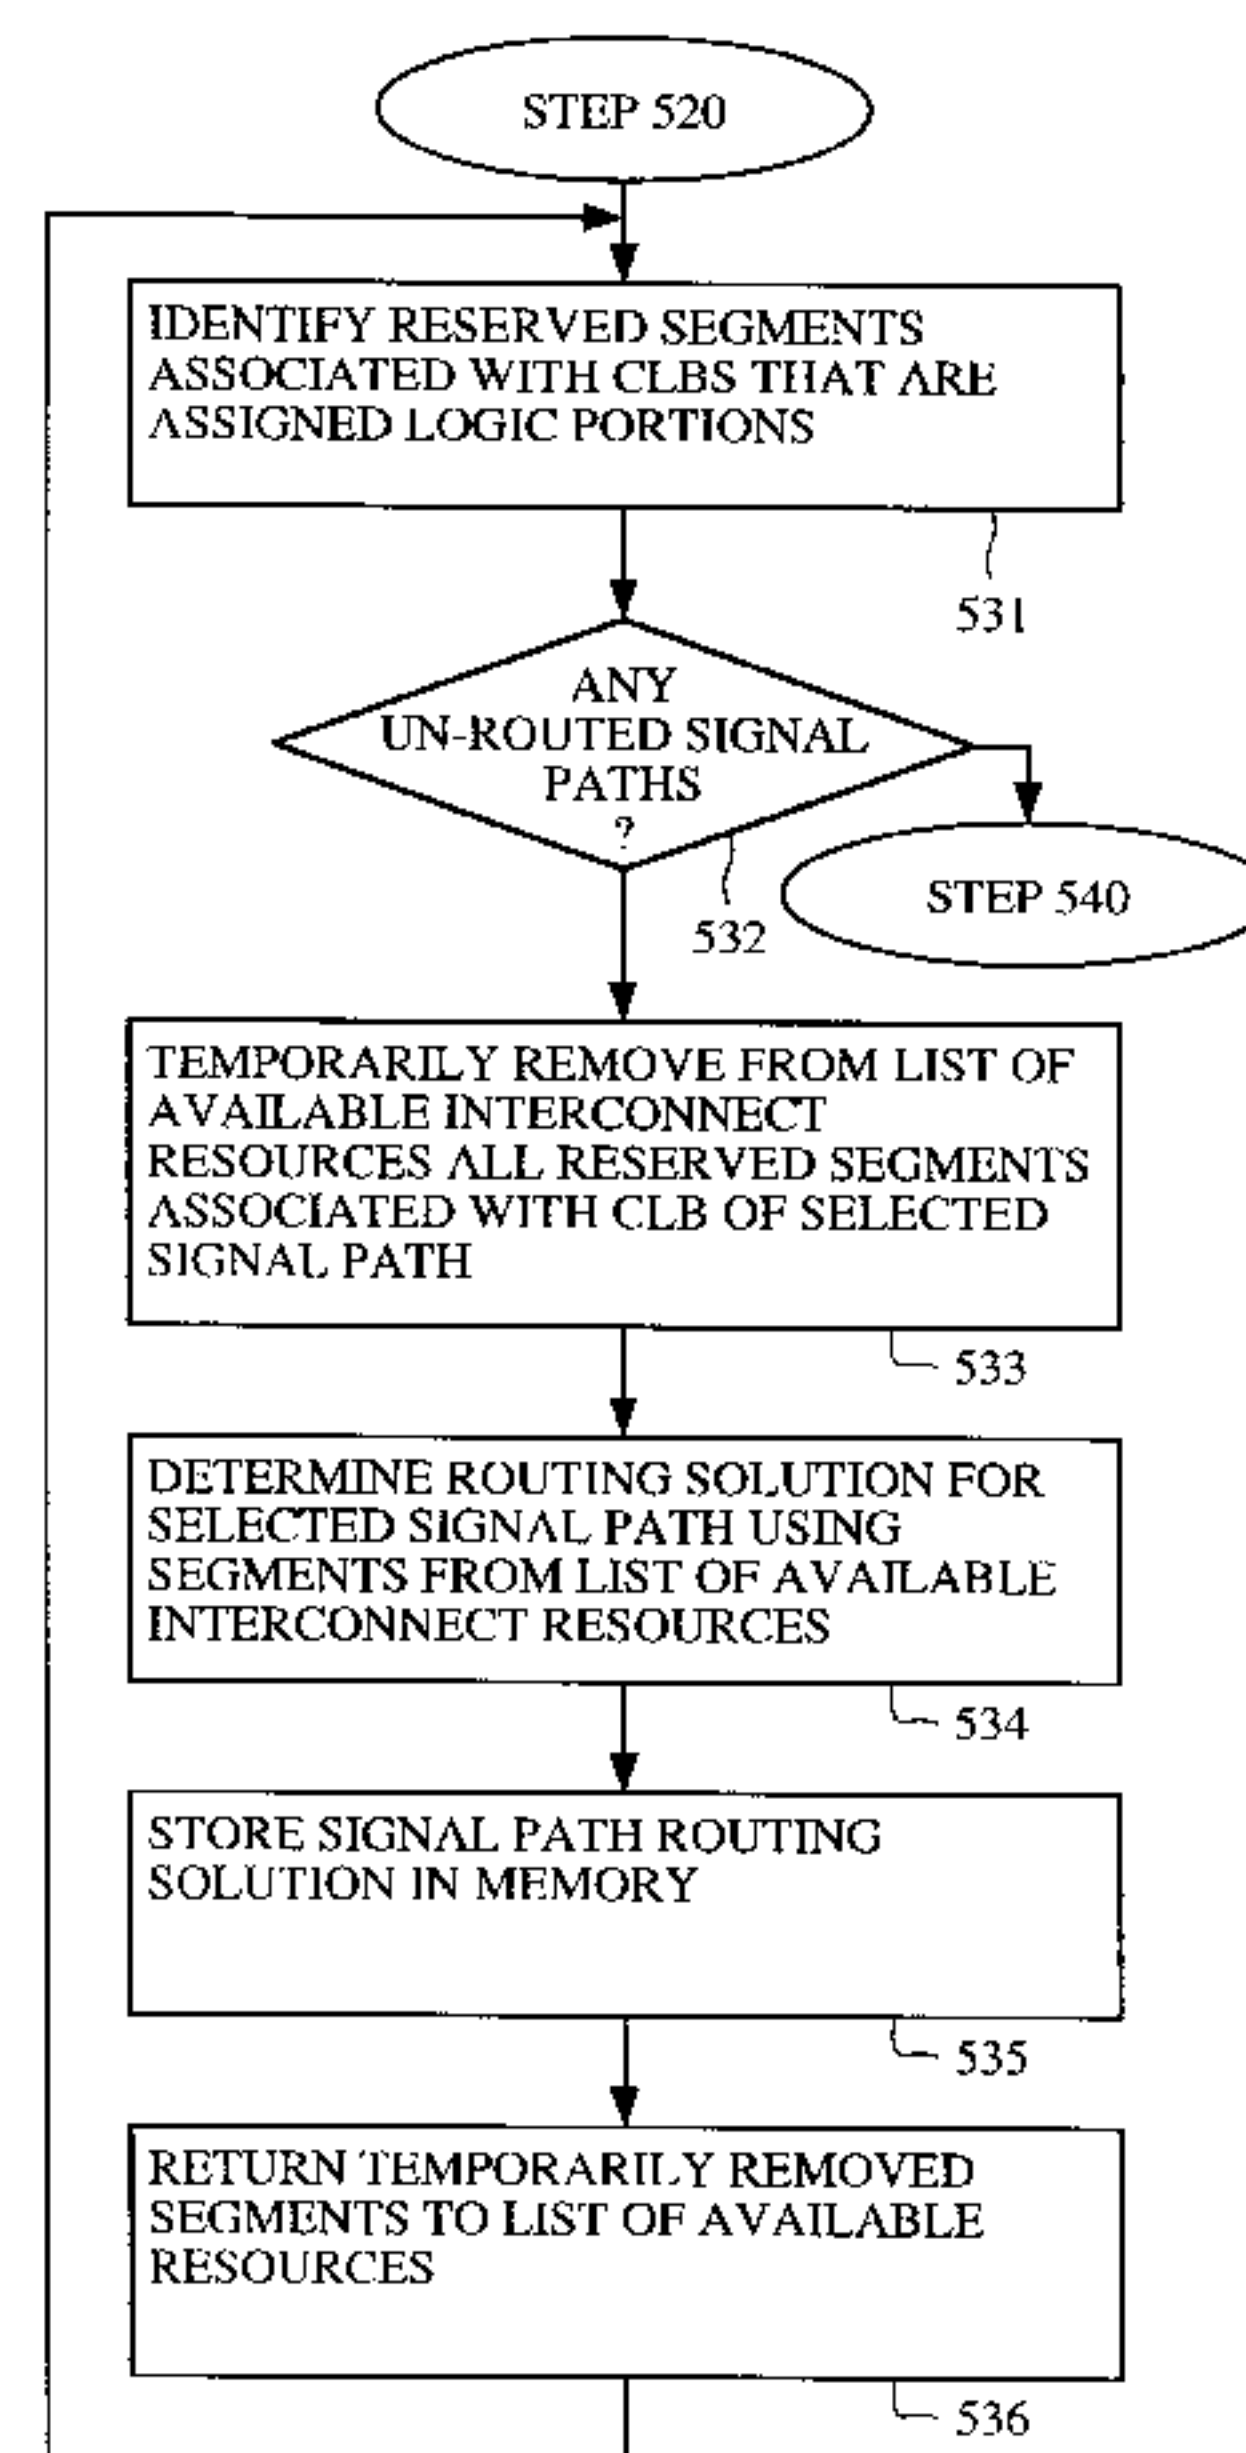 STEP 520
IDENTIFY RESERVED SEGMENTS
ASSOCIATED WITH CLBS THAT ARE
ASSIGNED LOGIC PORTIONS
531
ANY
UN-ROUTED SIGNAL
PATHS
?
532
STEP 540
TEMPORARILY REMOVE FROM LIST OF
AVAILABLE INTERCONNECT
RESOURCES ALL RESERVED SEGMENTS
ASSOCIATED WITH CLB OF SELECTED
SIGNAL PATH
533
DETERMINE ROUTING SOLUTION FOR
SELECTED SIGNAL PATH USING
SEGMENTS FROM LIST OF AVAILABLE
INTERCONNECT RESOURCES
534
STORE SIGNAL PATH ROUTING
SOLUTION IN MEMORY
535
RETURN TEMPORARILY REMOVED
SEGMENTS TO LIST OF AVAILABLE
RESOURCES
536